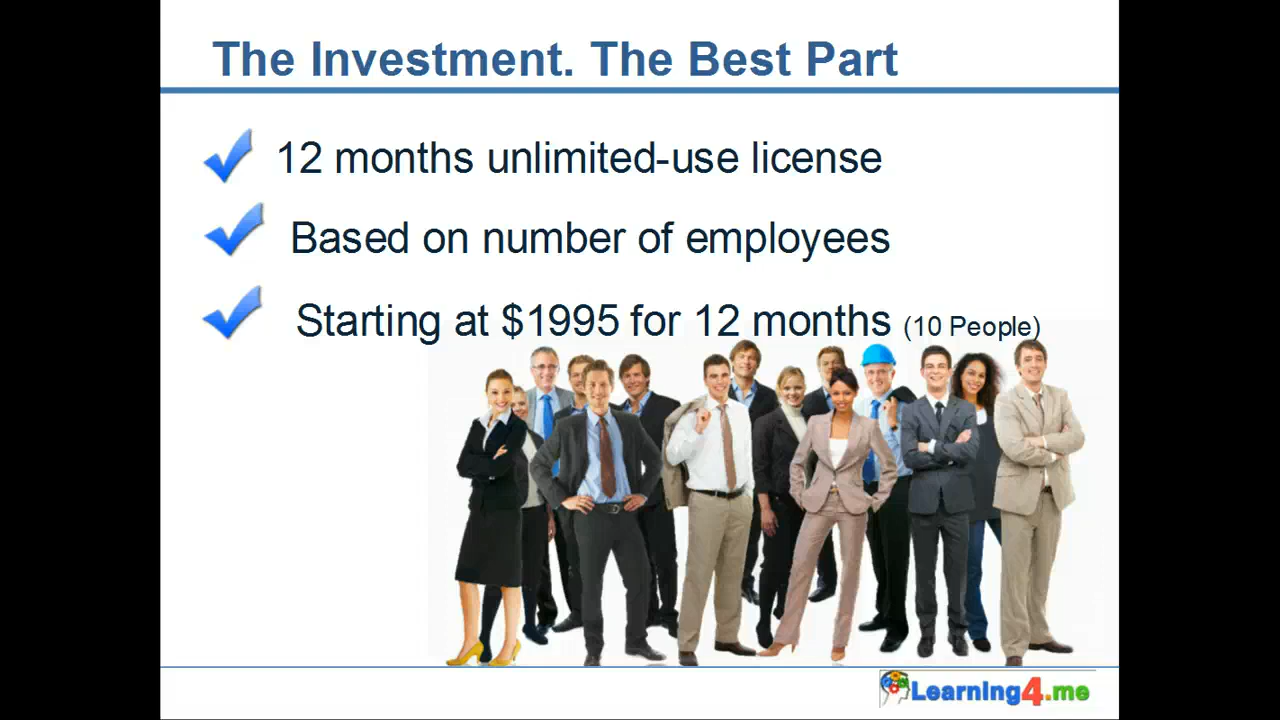 The Investment. The Best Part
12 months unlimited-use license
Based on number of employees
Starting at $1995 for 12 months (10 People)
Learning4.me